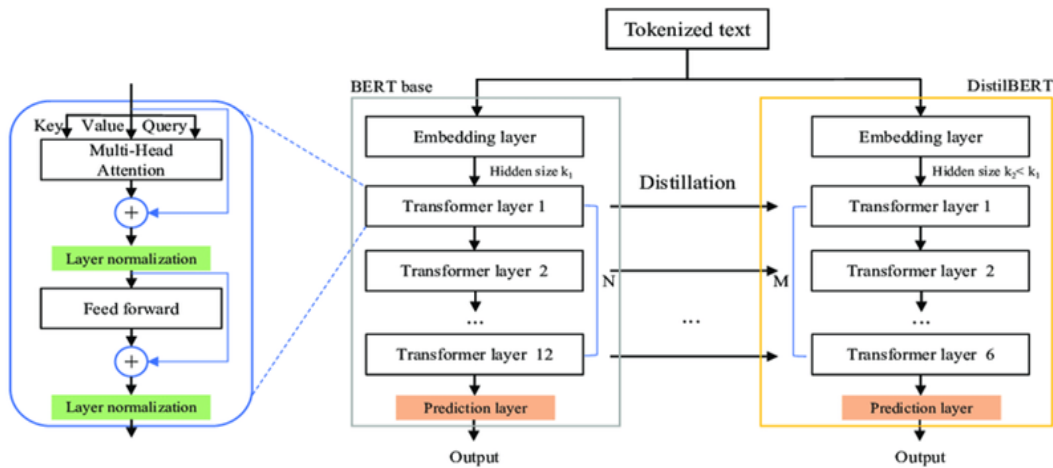 Tokenized text
BERT base
DistilBERT
Key Value Query
Multi-Head
Attention
+
Layer normalization
Feed forward
+
Layer normalization
Embedding layer
Hidden size k₁
Transformer layer 1
Transformer layer 2
...
Transformer layer 12
N
Prediction layer
Output
Distillation
...
Embedding layer
Hidden size k₂< k₁
Transformer layer 1
Transformer layer 2
...
Transformer layer 6
M
Prediction layer
Output